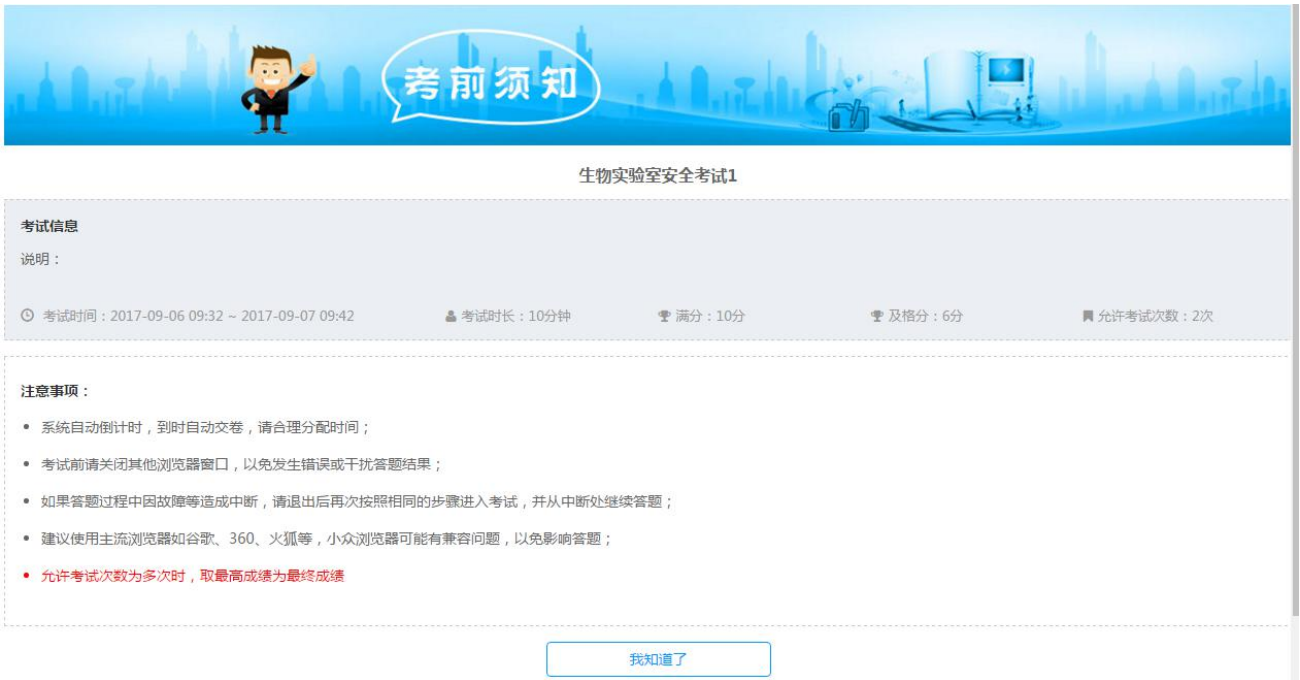 考前须知
生物实验室安全考试1
考试信息
说明：
考试时间：2017-09-06 09:32 ~ 2017-09-07 09:42 考试时长：10分钟 满分：10分 及格分：6分 允许考试次数：2次
注意事项：
系统自动倒计时，到时自动交卷，请合理分配时间；
考试前请关闭其他浏览器窗口，以免发生错误或干扰答题结果；
如果答题过程中因故障等造成中断，请退出后再次按照相同的步骤进入考试，并从中断处继续答题；
建议使用主流浏览器如谷歌、360、火狐等，小众浏览器可能有兼容问题，以免影响答题；
允许考试次数为多次时，取最高成绩为最终成绩
我知道了